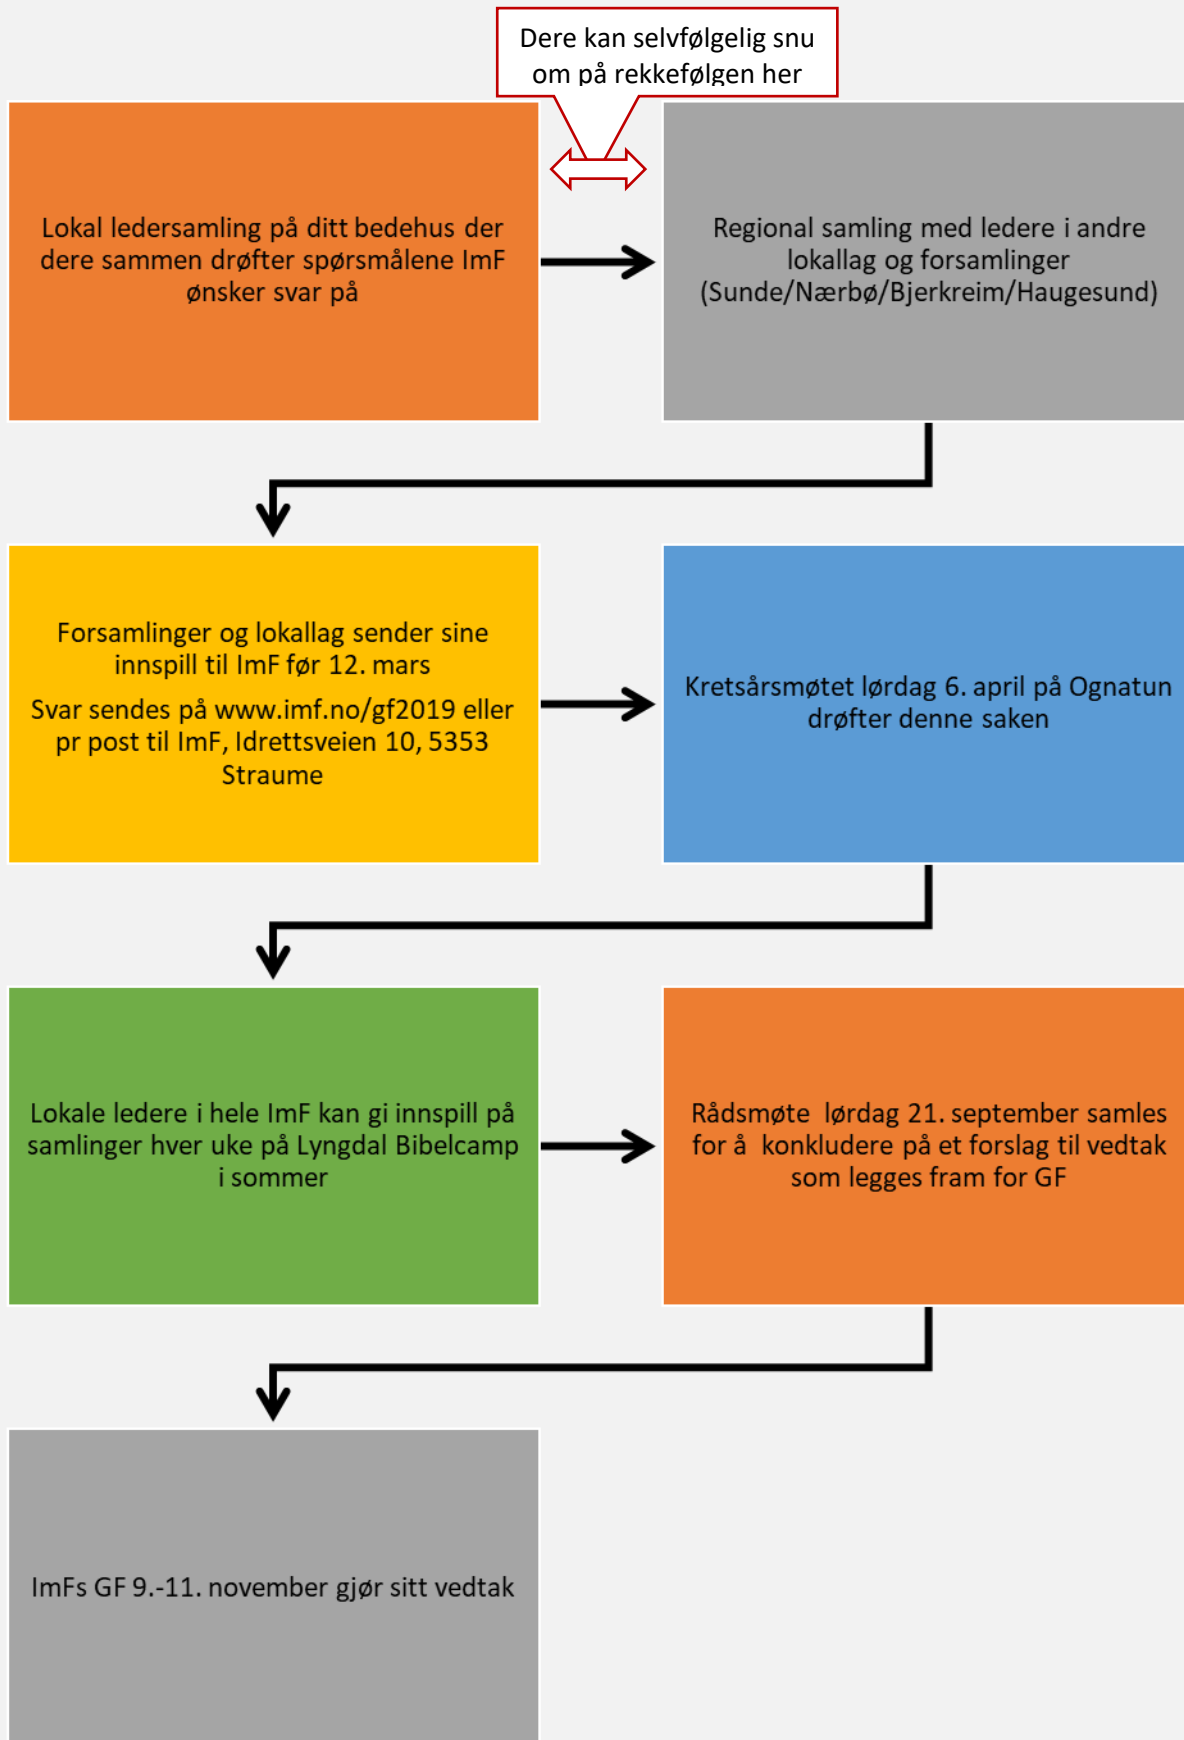 Dere kan selvfølgelig snu
om på rekkefølgen her
Lokal ledersamling på ditt bedehus der
dere sammen drøfter spørsmålene ImF
ønsker svar på
Regional samling med ledere i andre
lokallag og forsamlinger
(Sunde/Nærbø/Bjerkreim/Haugesund)
Forsamlinger og lokallag sender sine
innspill til ImF før 12. mars
Svar sendes på www.imf.no/gf2019 eller
pr post til ImF, Idrettsveien 10, 5353
Straume
Kretsårsmøtet lørdag 6. april på Ognatun
drøfter denne saken
Lokale ledere i hele ImF kan gi innspill på
samlinger hver uke på Lyngdal Bibelcamp
i sommer
Rådsmøte  lørdag 21. september samles
for å  konkludere på et forslag til vedtak
som legges fram for GF
ImFs GF 9.-11. november gjør sitt vedtak